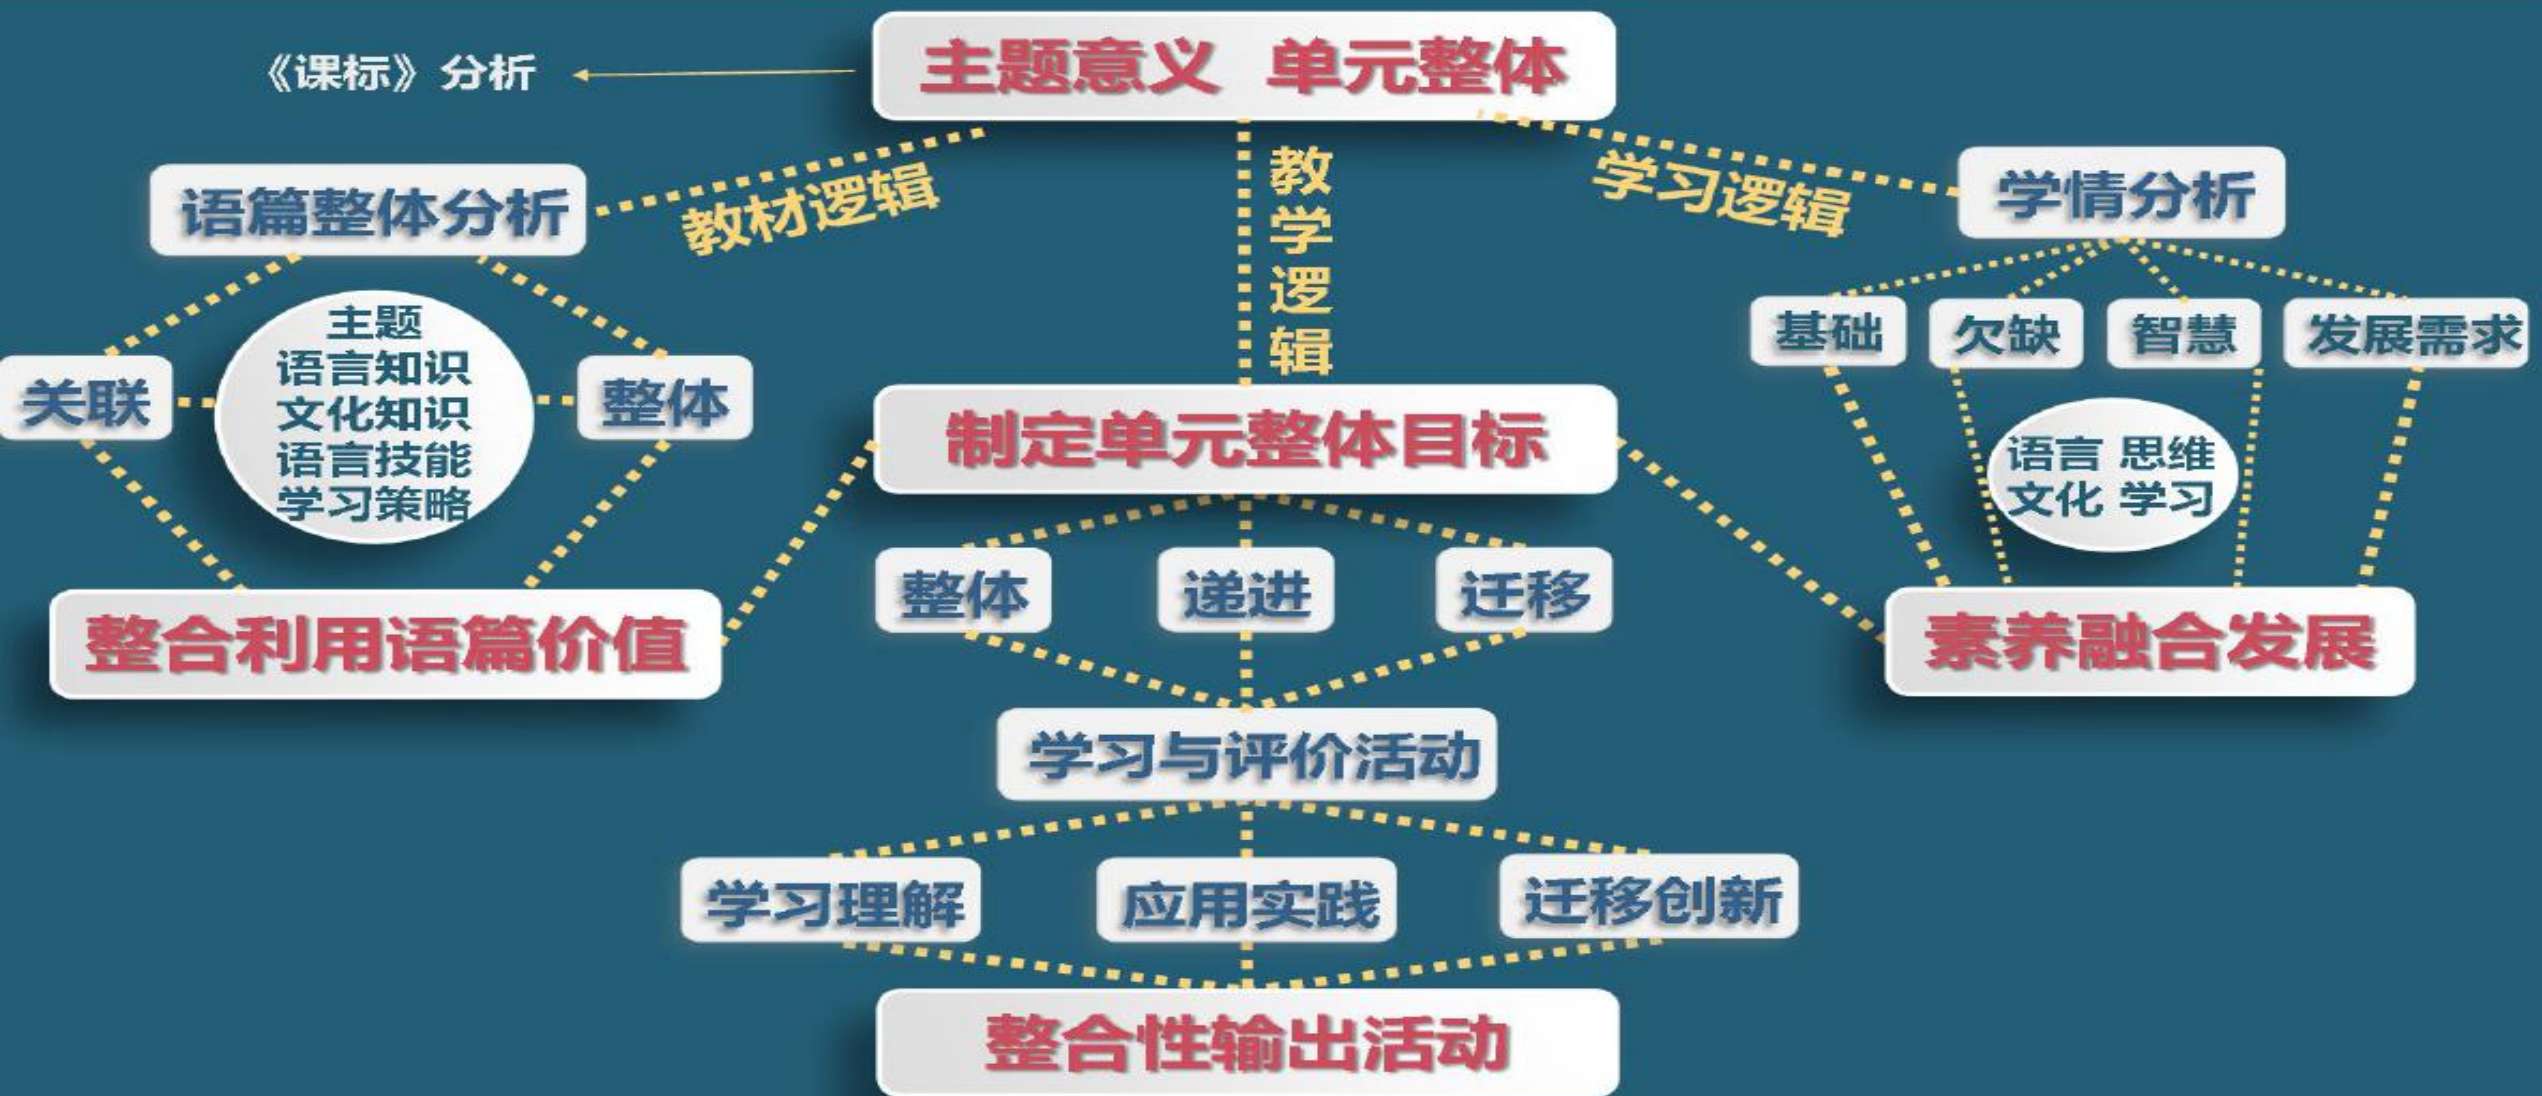 主题意义 单元整体
《课标》分析
教材逻辑
教学逻辑
学习逻辑
语篇整体分析
学情分析
主题
语言知识
文化知识
语言技能
学习策略
关联
整体
基础
欠缺
智慧
发展需求
制定单元整体目标
语言 思维
文化 学习
整体
递进
迁移
整合利用语篇价值
素养融合发展
学习与评价活动
学习理解
应用实践
迁移创新
整合性输出活动